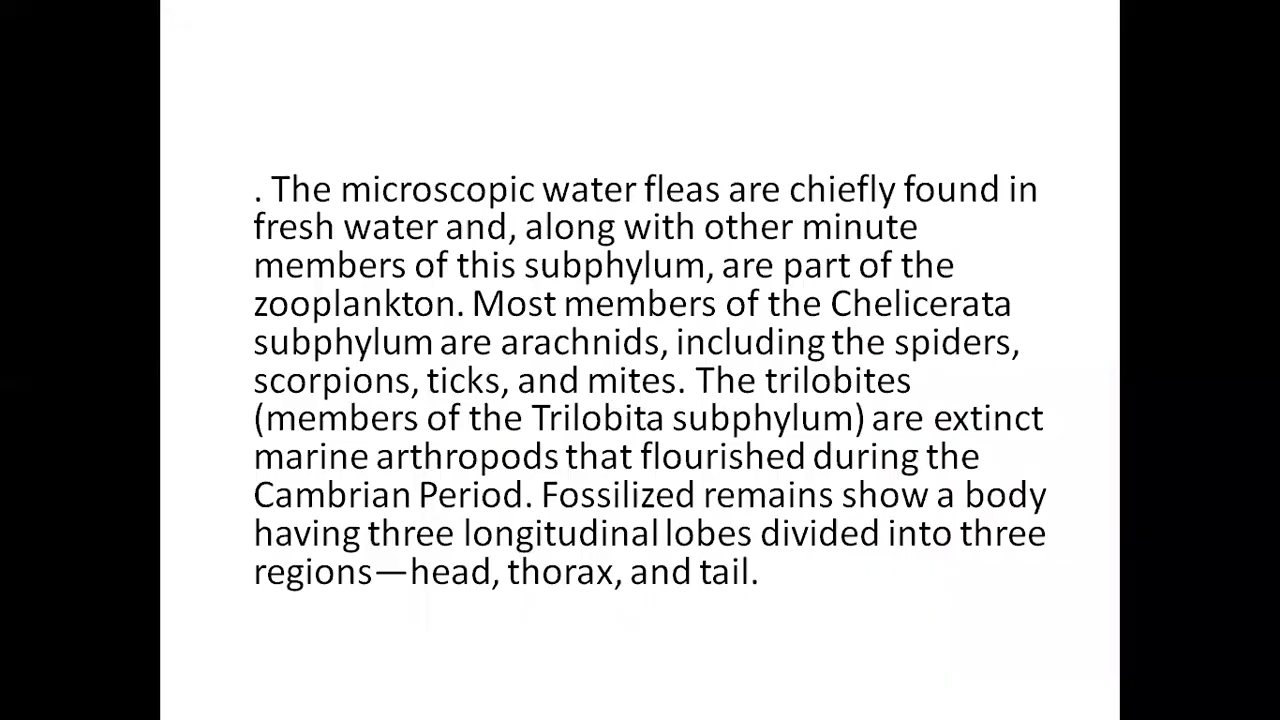 . The microscopic water fleas are chiefly found in
fresh water and, along with other minute
members of this subphylum, are part of the
zooplankton. Most members of the Chelicerata
subphylum are arachnids, including the spiders,
scorpions, ticks, and mites. The trilobites
(members of the Trilobita subphylum) are extinct
marine arthropods that flourished during the
Cambrian Period. Fossilized remains show a body
having three longitudinal lobes divided into three
regions—head, thorax, and tail.